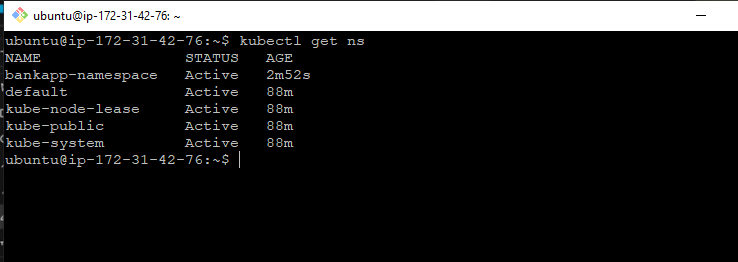 ubuntu@ip-172-31-42-76: ~
ubuntu@ip-172-31-42-76:~$ kubectl get ns
NAME                STATUS   AGE
bankapp-namespace   Active   2m52s
default             Active   88m
kube-node-lease     Active   88m
kube-public         Active   88m
kube-system         Active   88m
ubuntu@ip-172-31-42-76:~$